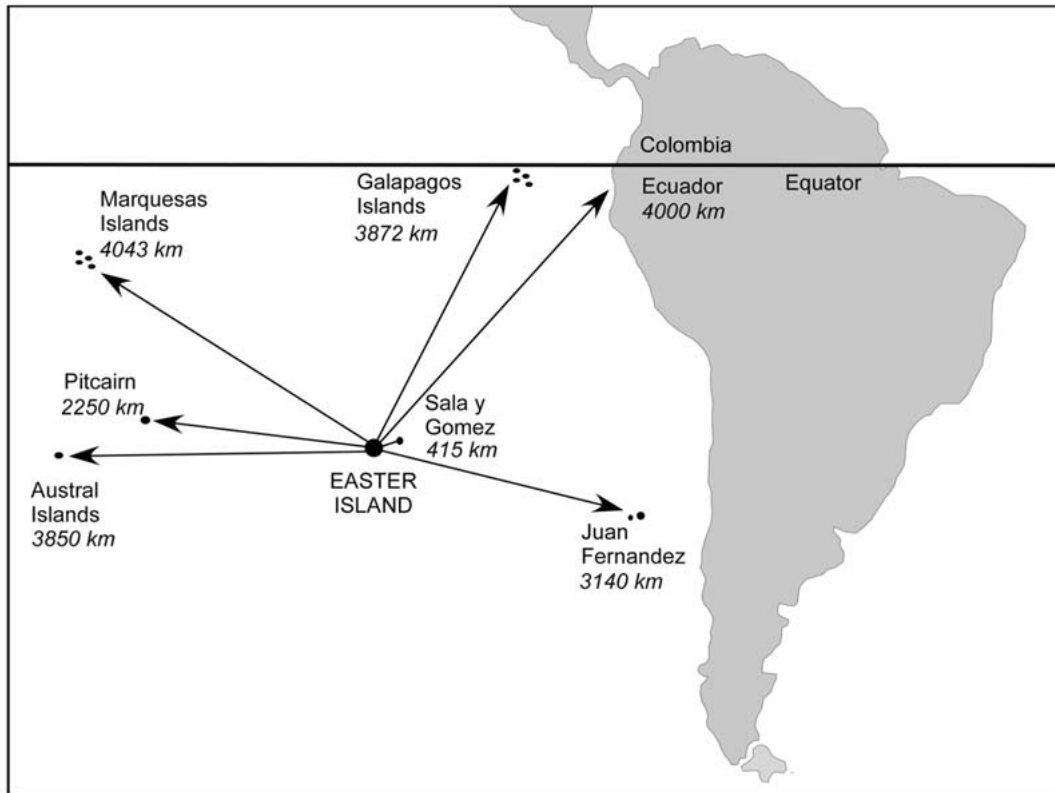 Colombia
Equator
Ecuador
4000 km
Galapagos
Islands
3872 km
Marquesas
Islands
4043 km
Pitcairn
2250 km
Sala y
Gomez
415 km
EASTER
ISLAND
Austral
Islands
3850 km
Juan
Fernandez
3140 km